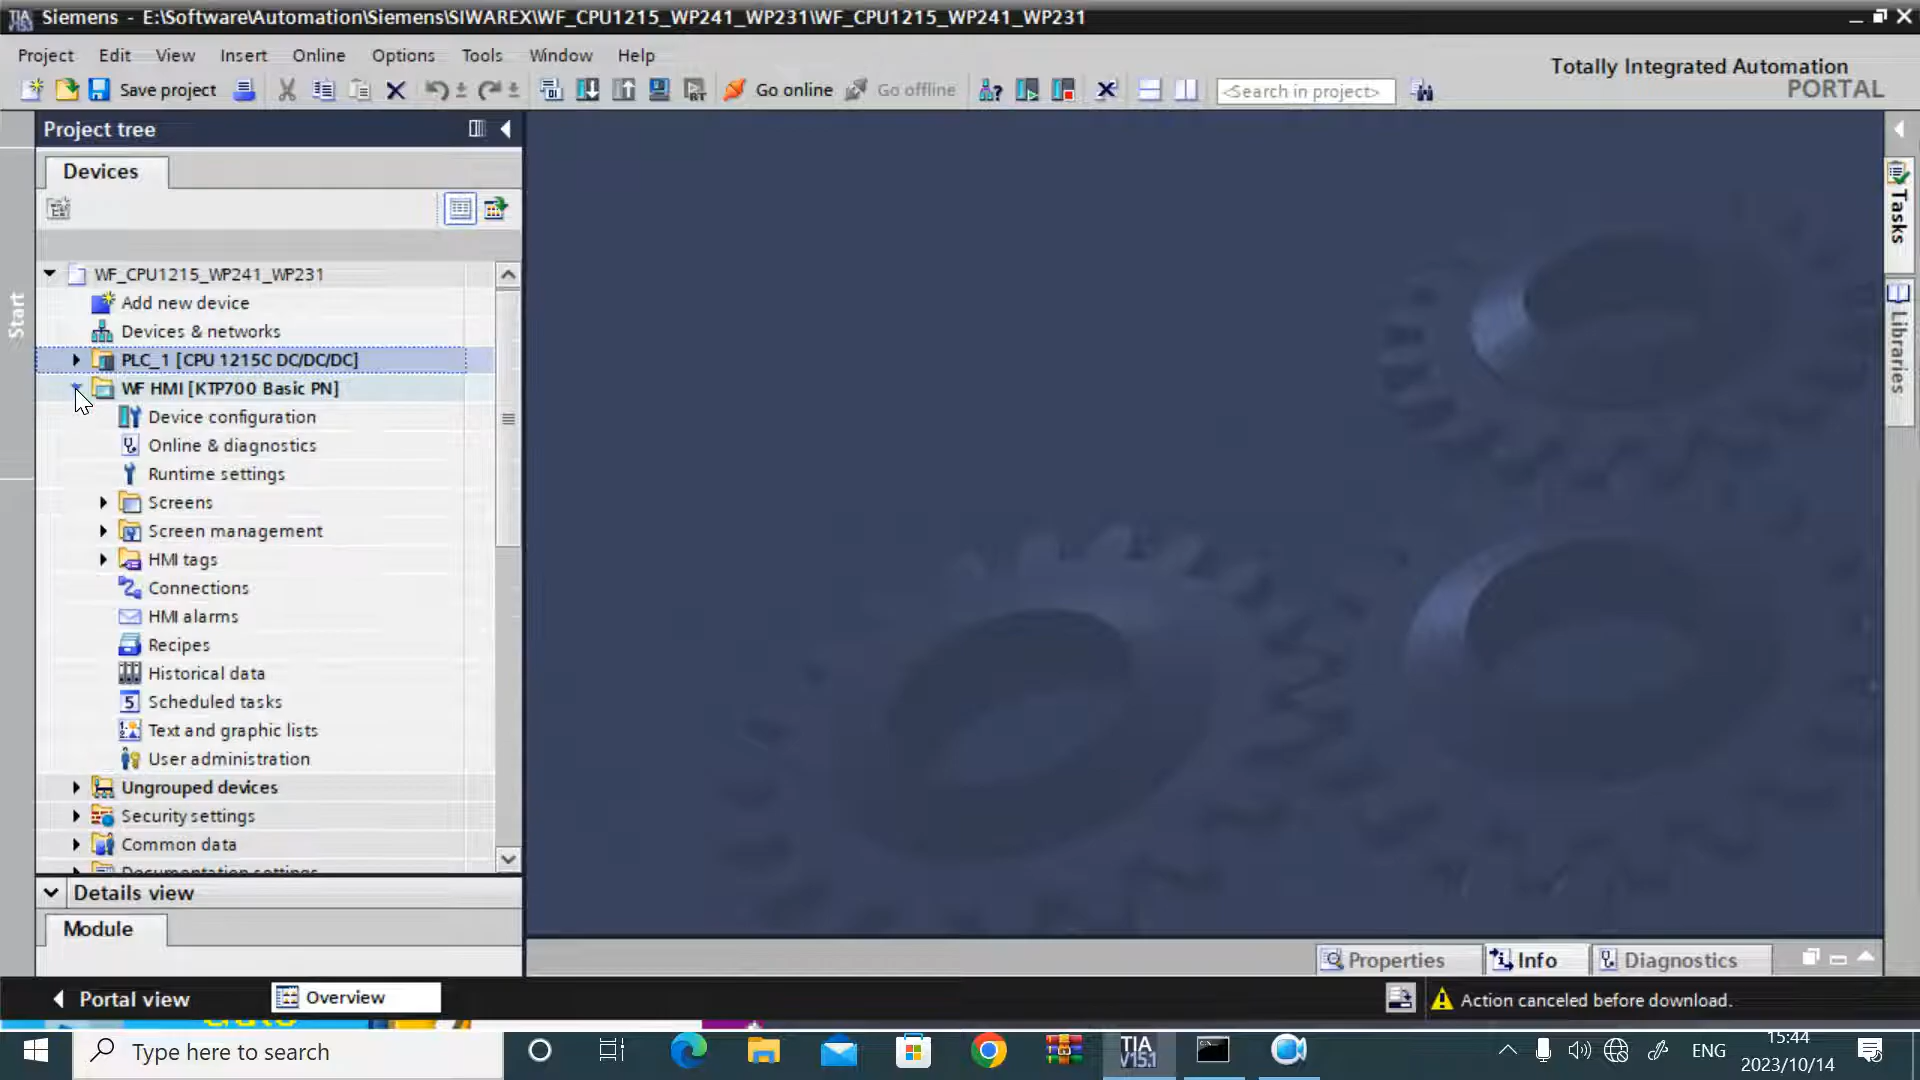 Siemens - E:\Software\Automation\Siemens\SIWAREX\WF_CPU1215_WP241_WP231\WF_CPU1215_WP241_WP231
Project Edit View Insert Online Options Tools Window Help
Totally Integrated Automation
PORTAL
Save project
Go online
Go offline
<Search in project>
Project tree
Devices
Start
WF_CPU1215_WP241_WP231
Add new device
Devices & networks
PLC_1 [CPU 1215C DC/DC/DC]
WF HMI [KTP700 Basic PN]
Device configuration
Online & diagnostics
Runtime settings
Screens
Screen management
HMI tags
Connections
HMI alarms
Recipes
Historical data
Scheduled tasks
Text and graphic lists
User administration
Ungrouped devices
Security settings
Common data
Documentation settings
Details view
Module
Tasks
Libraries
Properties
Info
Diagnostics
Portal view
Overview
Action canceled before download.
Type here to search
TIA
V15.1
ENG
15:44
2023/10/14